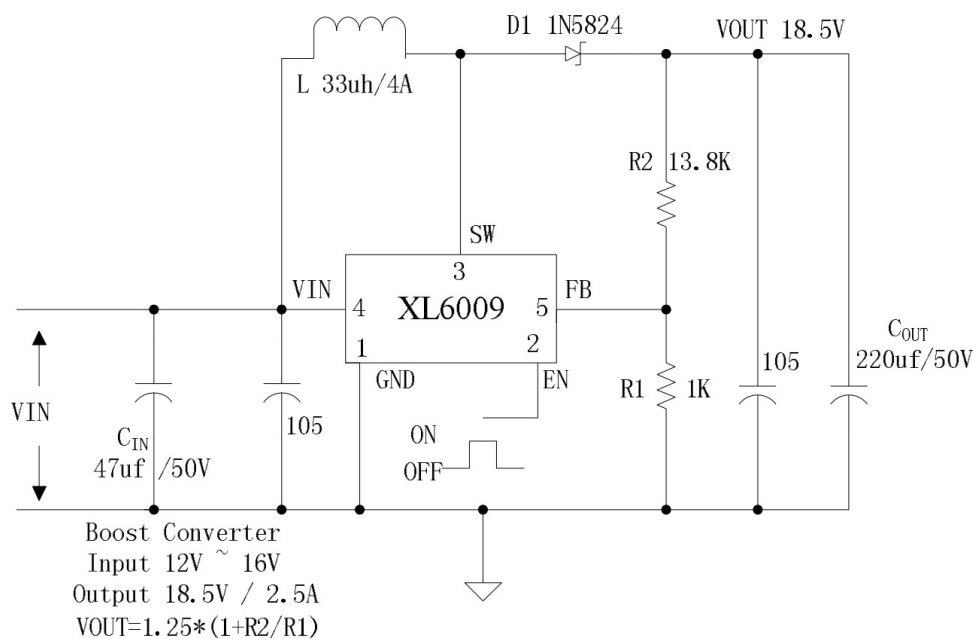 D1 1N5824
VOUT 18.5V
L 33uh/4A
R2 13.8K
SW
3
VIN
4
XL6009
5
FB
1
2
GND
EN
R1
1K
105
COUT
220uf/50V
VIN
CIN
47uf /50V
105
ON
OFF
Boost Converter
Input 12V ~ 16V
Output 18.5V / 2.5A
VOUT=1.25*(1+R2/R1)